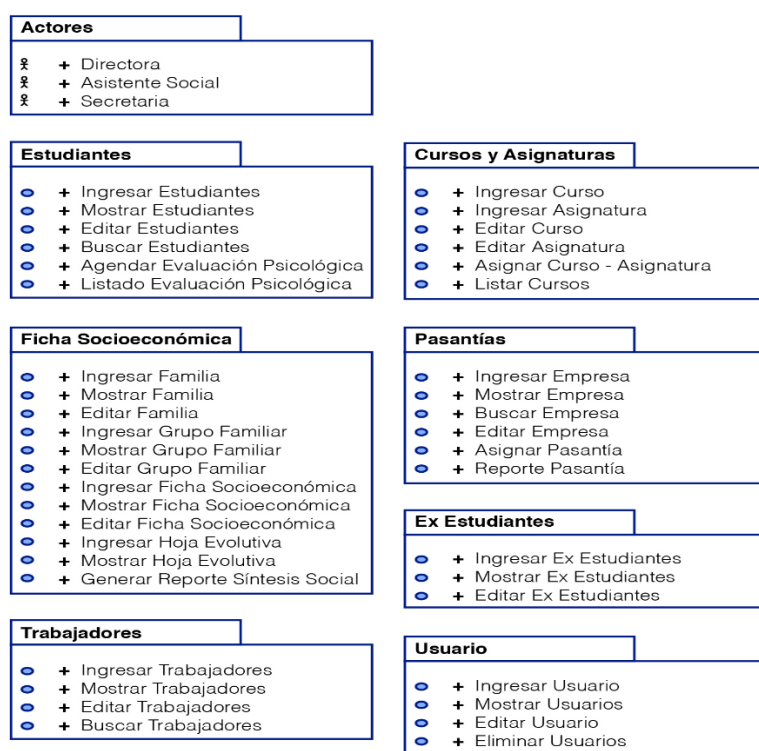 Actores
+ Directora
+ Asistente Social
+ Secretaria
Estudiantes
+ Ingresar Estudiantes
+ Mostrar Estudiantes
+ Editar Estudiantes
+ Buscar Estudiantes
+ Agendar Evaluación Psicológica
+ Listado Evaluación Psicológica
Cursos y Asignaturas
+ Ingresar Curso
+ Ingresar Asignatura
+ Editar Curso
+ Editar Asignatura
+ Asignar Curso - Asignatura
+ Listar Cursos
Ficha Socioeconómica
+ Ingresar Familia
+ Mostrar Familia
+ Editar Familia
+ Ingresar Grupo Familiar
+ Mostrar Grupo Familiar
+ Editar Grupo Familiar
+ Ingresar Ficha Socioeconómica
+ Mostrar Ficha Socioeconómica
+ Editar Ficha Socioeconómica
+ Ingresar Hoja Evolutiva
+ Mostrar Hoja Evolutiva
+ Generar Reporte Síntesis Social
Pasantías
+ Ingresar Empresa
+ Mostrar Empresa
+ Buscar Empresa
+ Editar Empresa
+ Asignar Pasantía
+ Reporte Pasantía
Ex Estudiantes
+ Ingresar Ex Estudiantes
+ Mostrar Ex Estudiantes
+ Editar Ex Estudiantes
Trabajadores
+ Ingresar Trabajadores
+ Mostrar Trabajadores
+ Editar Trabajadores
+ Buscar Trabajadores
Usuario
+ Ingresar Usuario
+ Mostrar Usuarios
+ Editar Usuario
+ Eliminar Usuarios